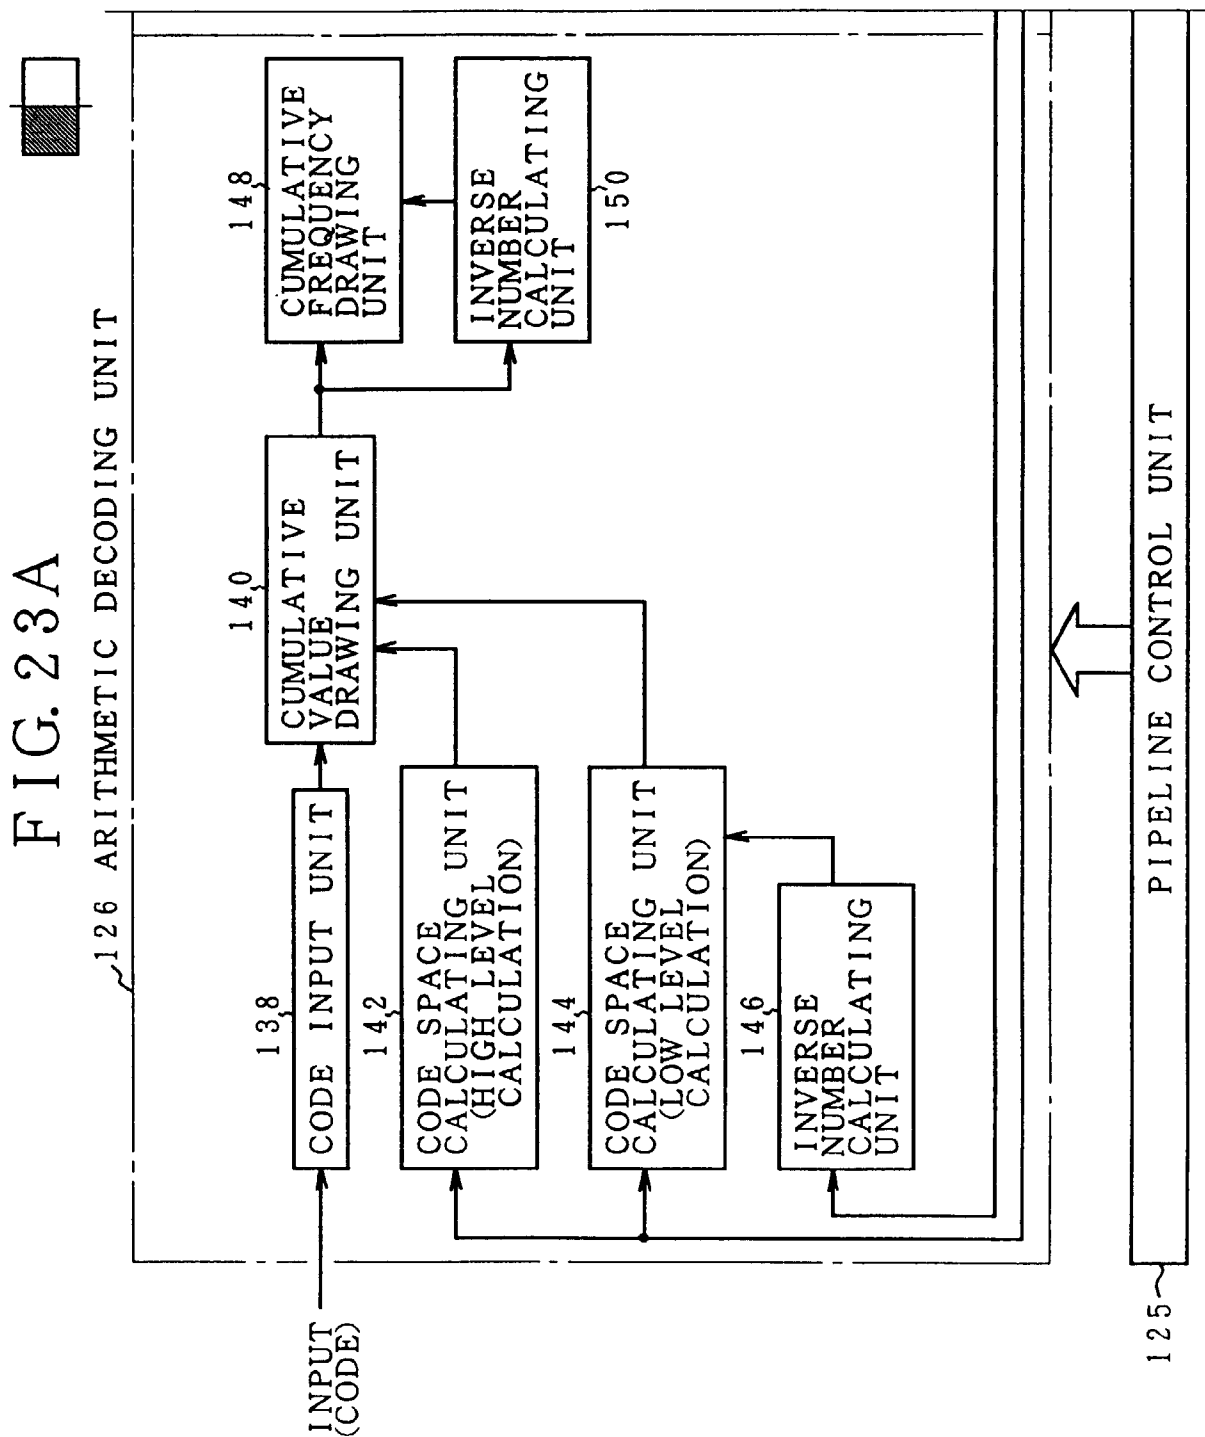 FIG. 23A
126 ARITHMETIC DECODING UNIT
INPUT
(CODE)
138
CODE INPUT UNIT
140
CUMULATIVE
VALUE
DRAWING UNIT
148
CUMULATIVE
FREQUENCY
DRAWING
UNIT
142
CODE SPACE
CALCULATING UNIT
(HIGH LEVEL
CALCULATION)
INVERSE
NUMBER
CALCULATING
UNIT
150
144
CODE SPACE
CALCULATING UNIT
(LOW LEVEL
CALCULATION)
146
INVERSE
NUMBER
CALCULATING
UNIT
125
PIPELINE CONTROL UNIT